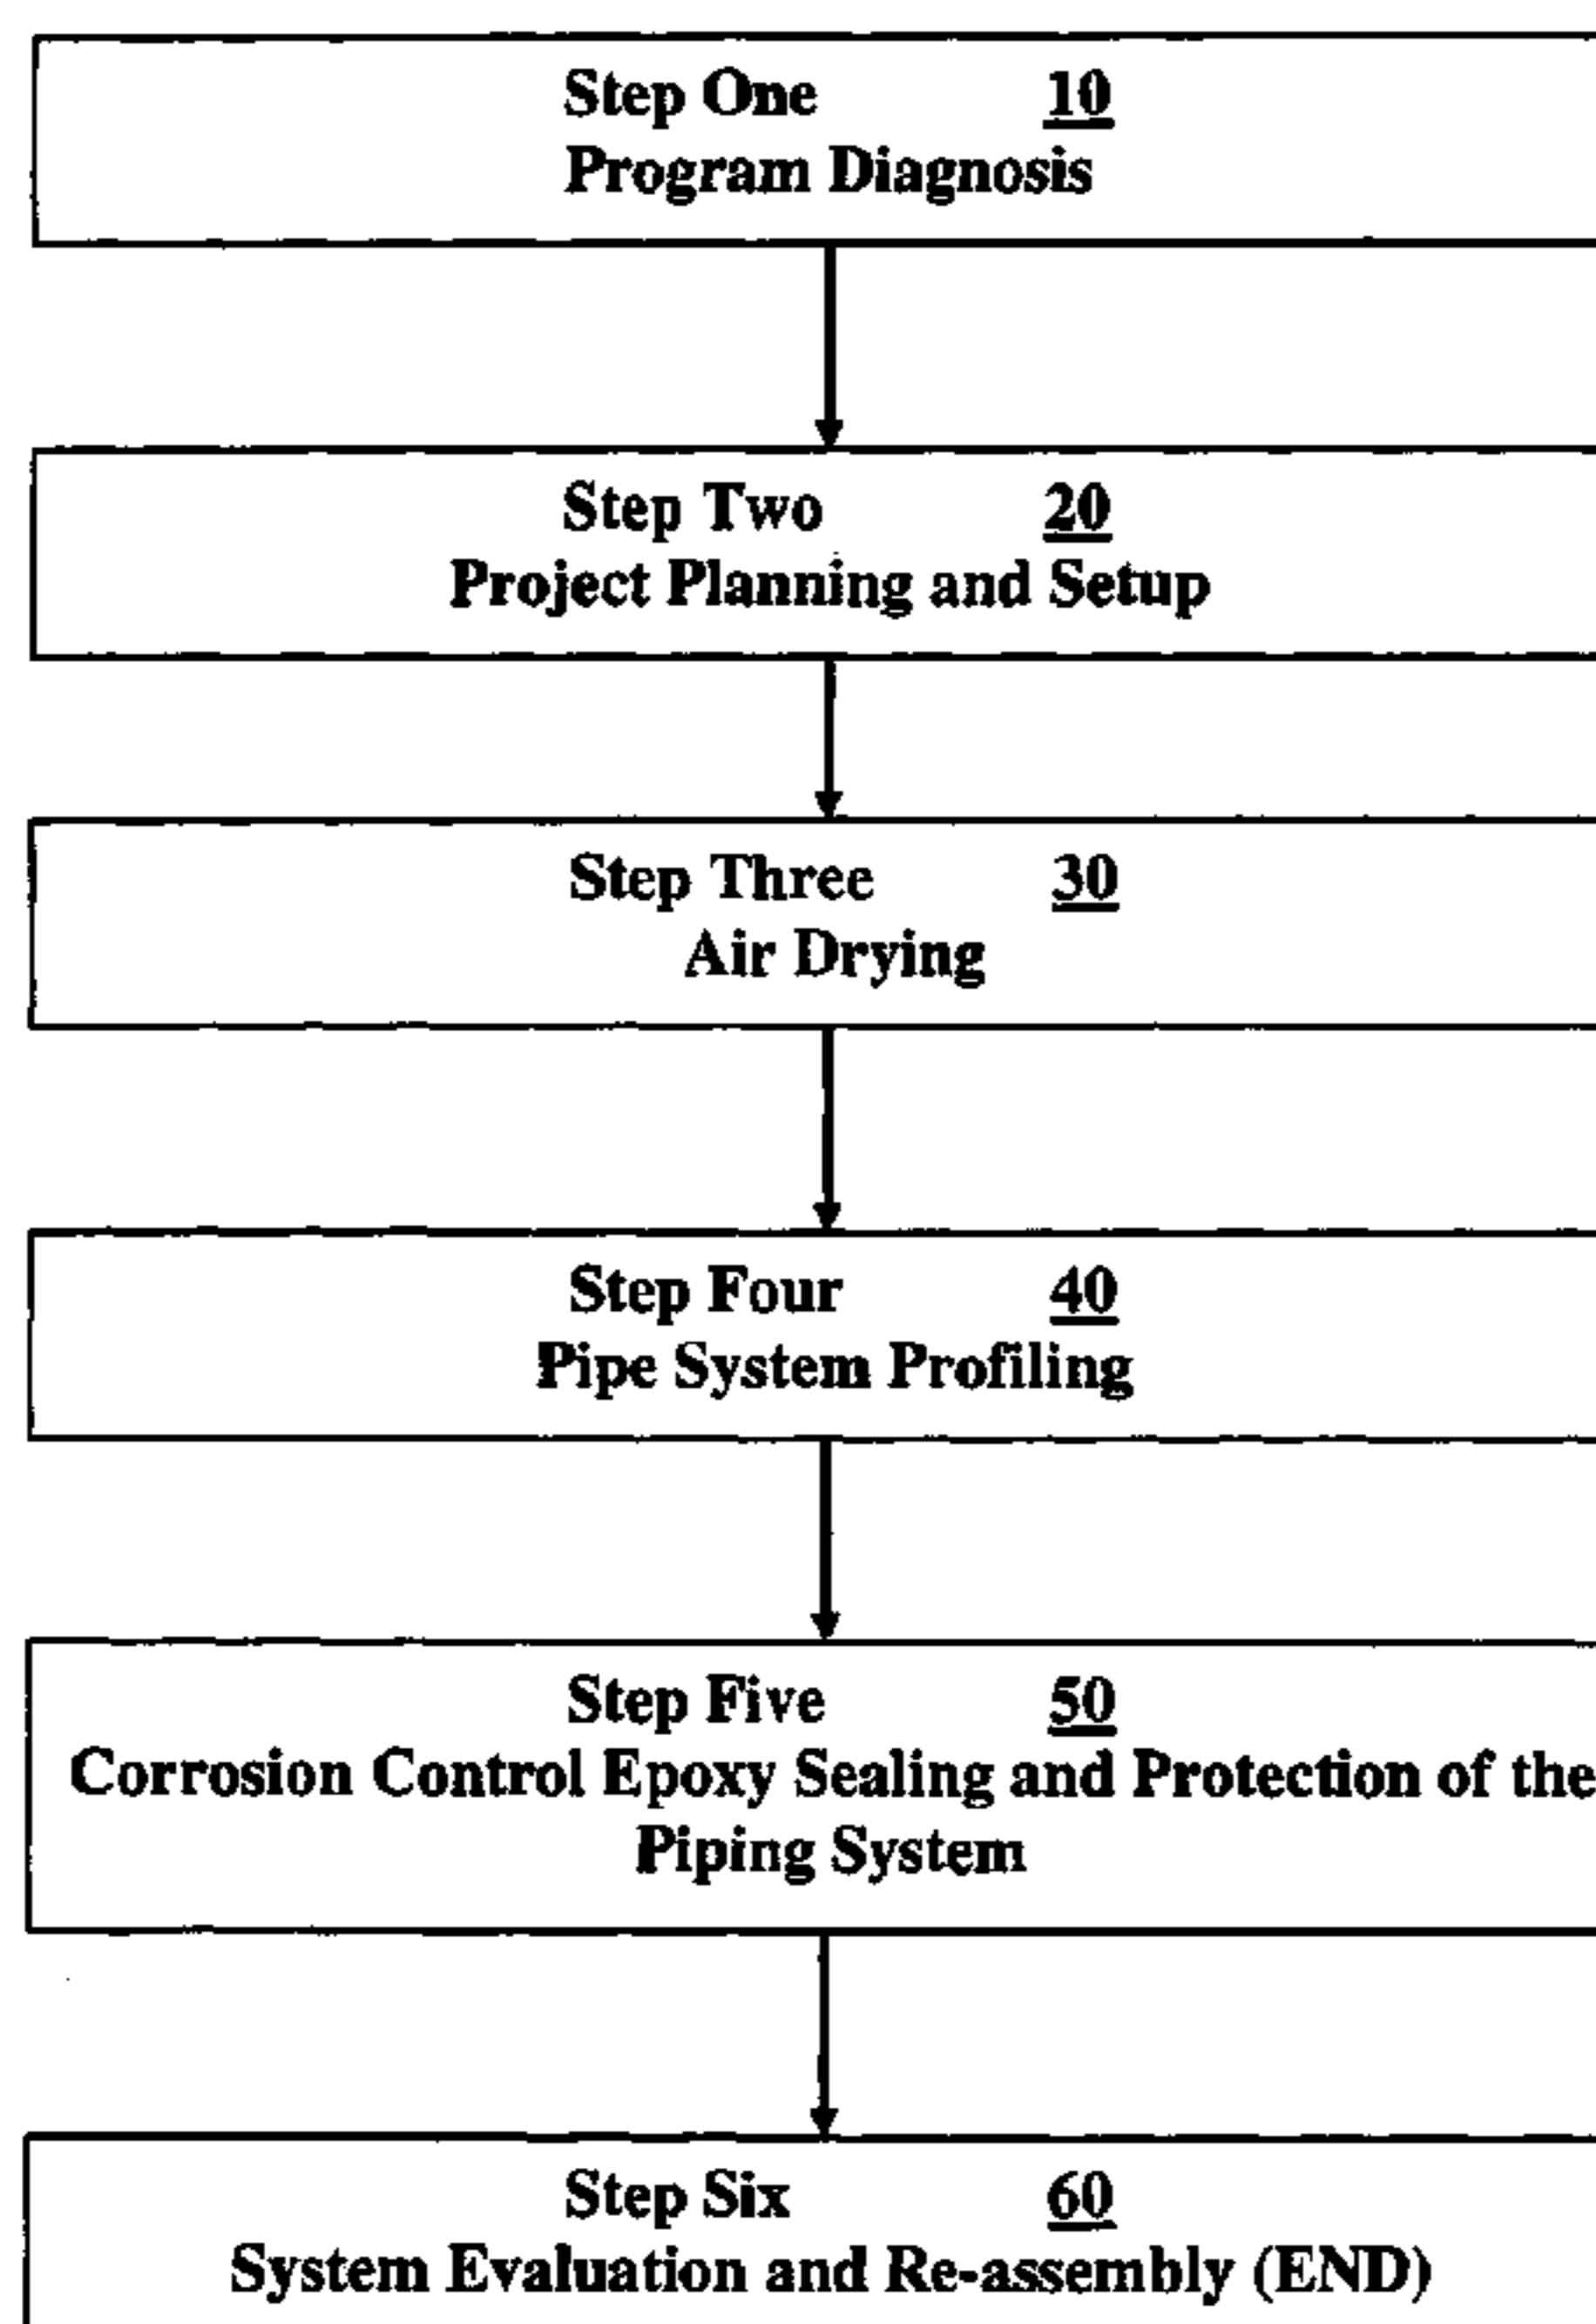 Step One 10
Program Diagnosis
Step Two 20
Project Planning and Setup
Step Three 30
Air Drying
Step Four 40
Pipe System Profiling
Step Five 50
Corrosion Control Epoxy Sealing and Protection of the
Piping System
Step Six 60
System Evaluation and Re-assembly (END)